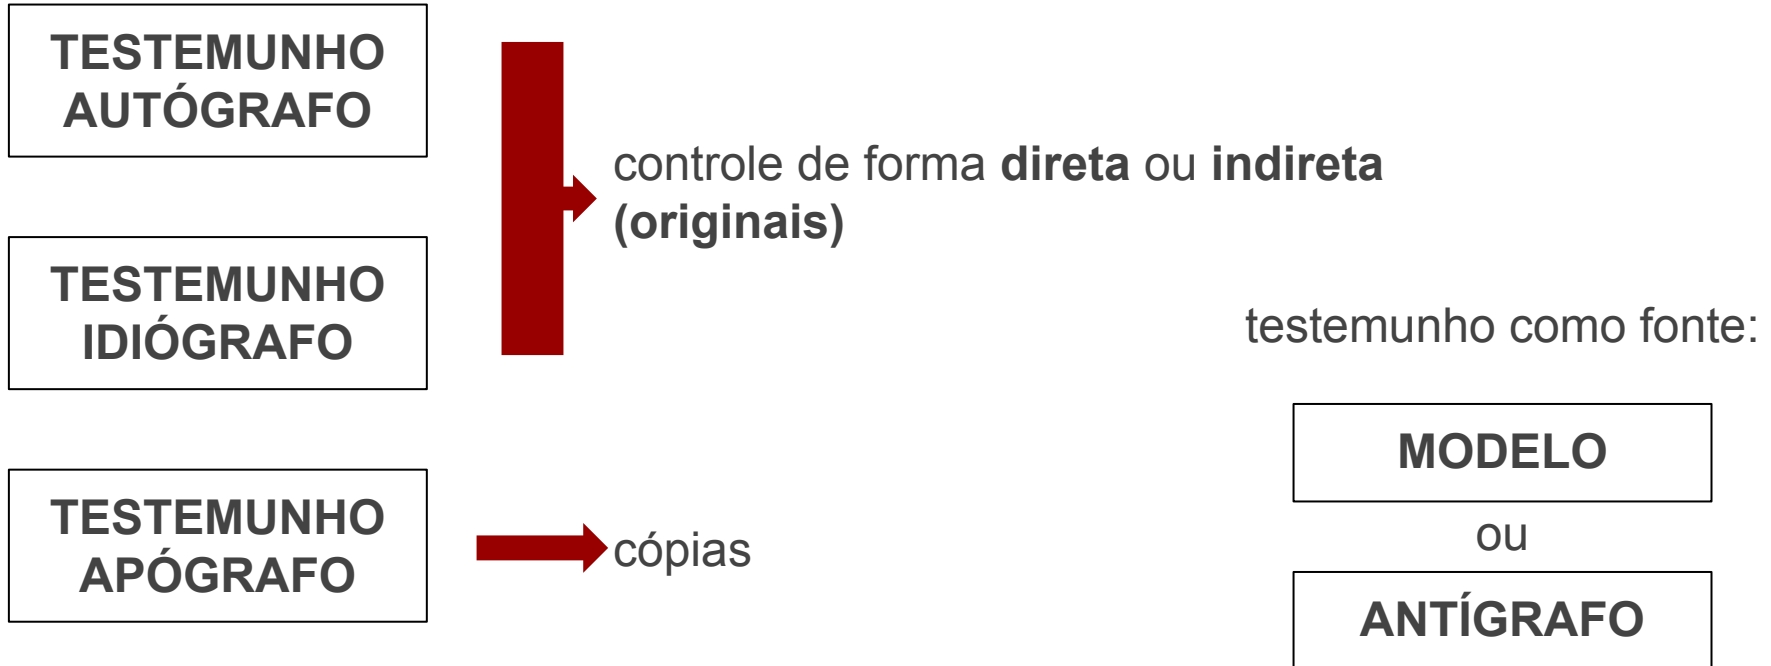 TESTEMUNHO
AUTÓGRAFO
controle de forma direta ou indireta
(originais)
TESTEMUNHO
IDIÓGRAFO
TESTEMUNHO
APÓGRAFO
cópias
testemunho como fonte:
MODELO
ou
ANTÍGRAFO